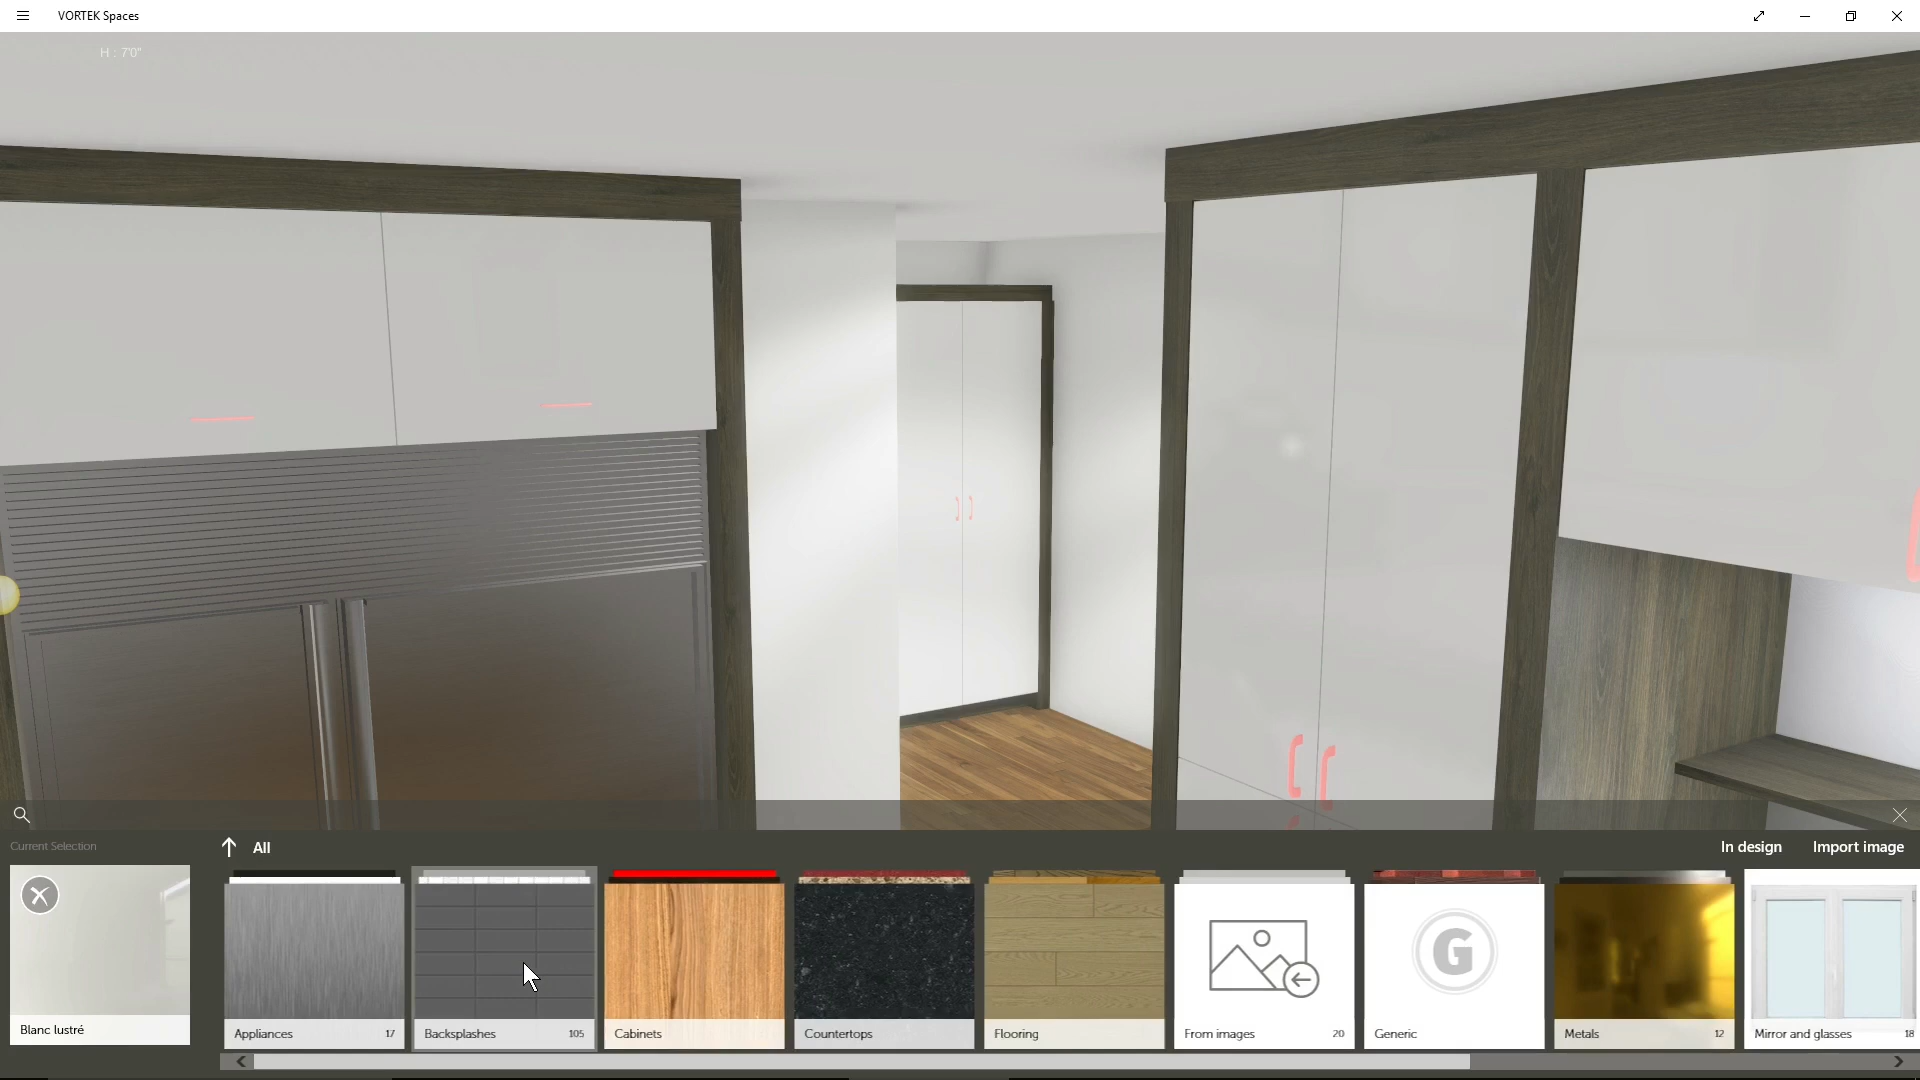 VORTEK Spaces
H : 7'0"
Current Selection
All
In design
Import image
Blanc lustré
Appliances 17
Backsplashes 105
Cabinets
Countertops
Flooring
From images 20
G
Generic
Metals 12
Mirror and glasses 18